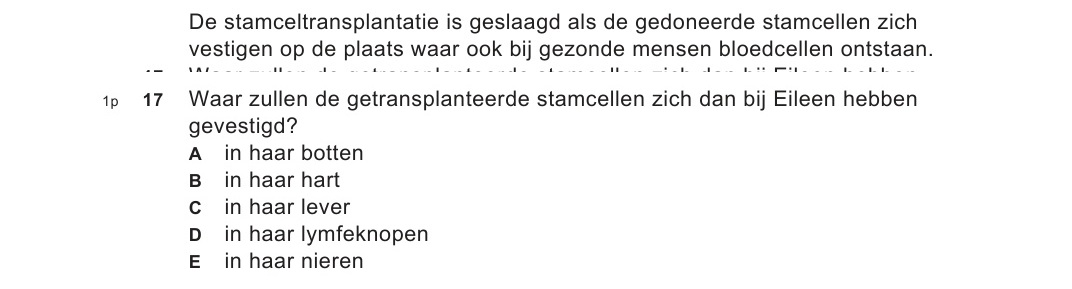 De stamceltransplantatie is geslaagd als de gedoneerde stamcellen zich
vestigen op de plaats waar ook bij gezonde mensen bloedcellen ontstaan.
1p 17 Waar zullen de getransplanteerde stamcellen zich dan bij Eileen hebben
gevestigd?
A in haar botten
B in haar hart
C in haar lever
D in haar lymfeknopen
E in haar nieren